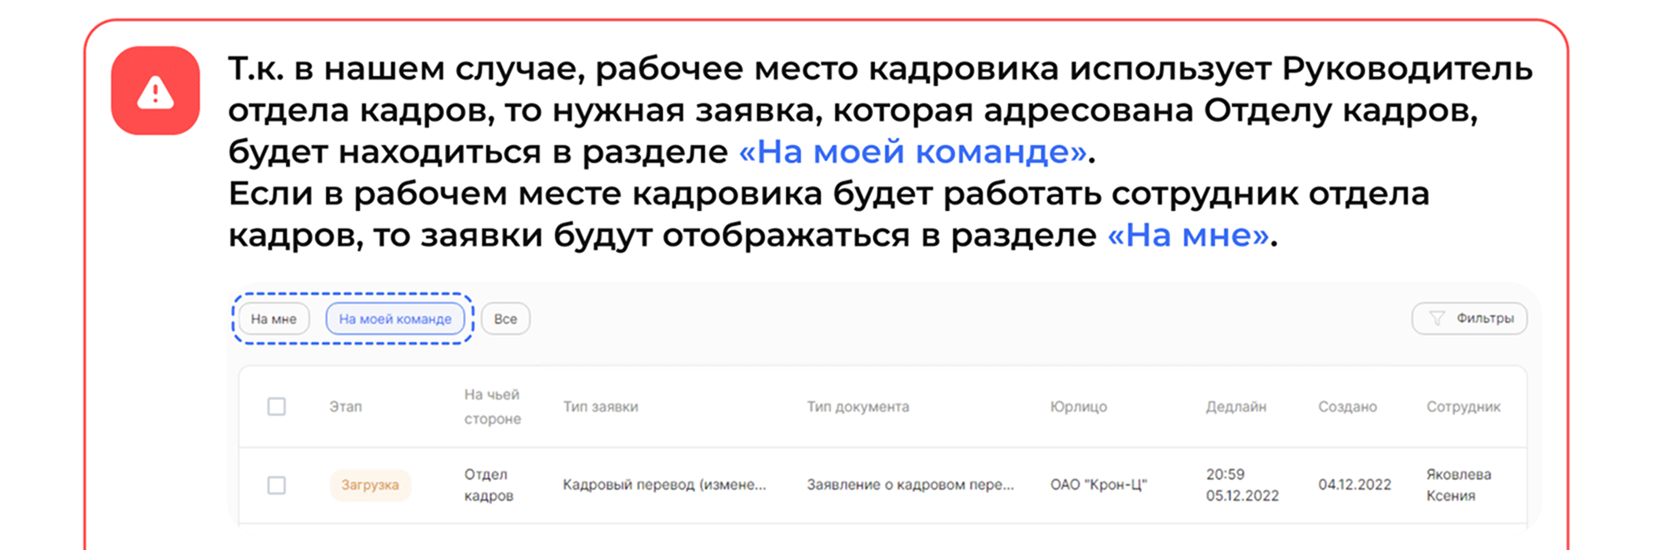 Т.к. в нашем случае, рабочее место кадровика использует Руководитель
отдела кадров, то нужная заявка, которая адресована Отделу кадров,
будет находиться в разделе «На моей команде».
Если в рабочем месте кадровика будет работать сотрудник отдела
кадров, то заявки будут отображаться в разделе «На мне».
На мне На моей команде Все Фильтры
Этап На чьей стороне Тип заявки Тип документа Юрлицо Дедлайн Создано Сотрудник
Загрузка Отдел кадров Кадровый перевод (измене... Заявление о кадровом пере... ОАО "Крон-Ц" 20:59 05.12.2022 04.12.2022 Яковлева Ксения